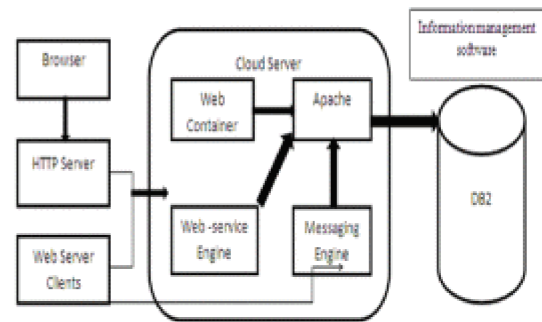 Information management
software
Browser
Cloud Server
Web
Container
Apache
HTTP Server
DB2
Web -service
Engine
Messaging
Engine
Web Server
Clients